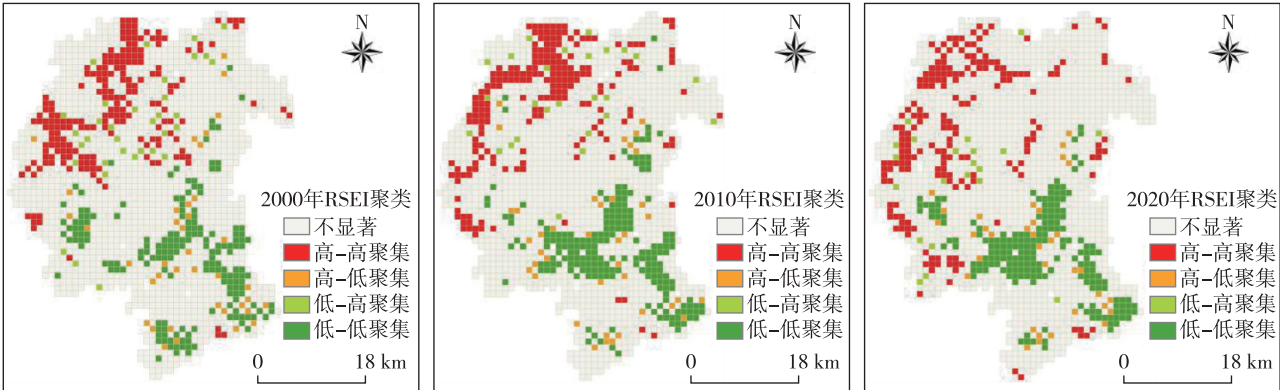 N
2000年RSEI聚类
不显著
高-高聚集
高-低聚集
低-高聚集
低-低聚集
0 18 km
N
2010年RSEI聚类
不显著
高-高聚集
高-低聚集
低-高聚集
低-低聚集
0 18 km
N
2020年RSEI聚类
不显著
高-高聚集
高-低聚集
低-高聚集
低-低聚集
0 18 km